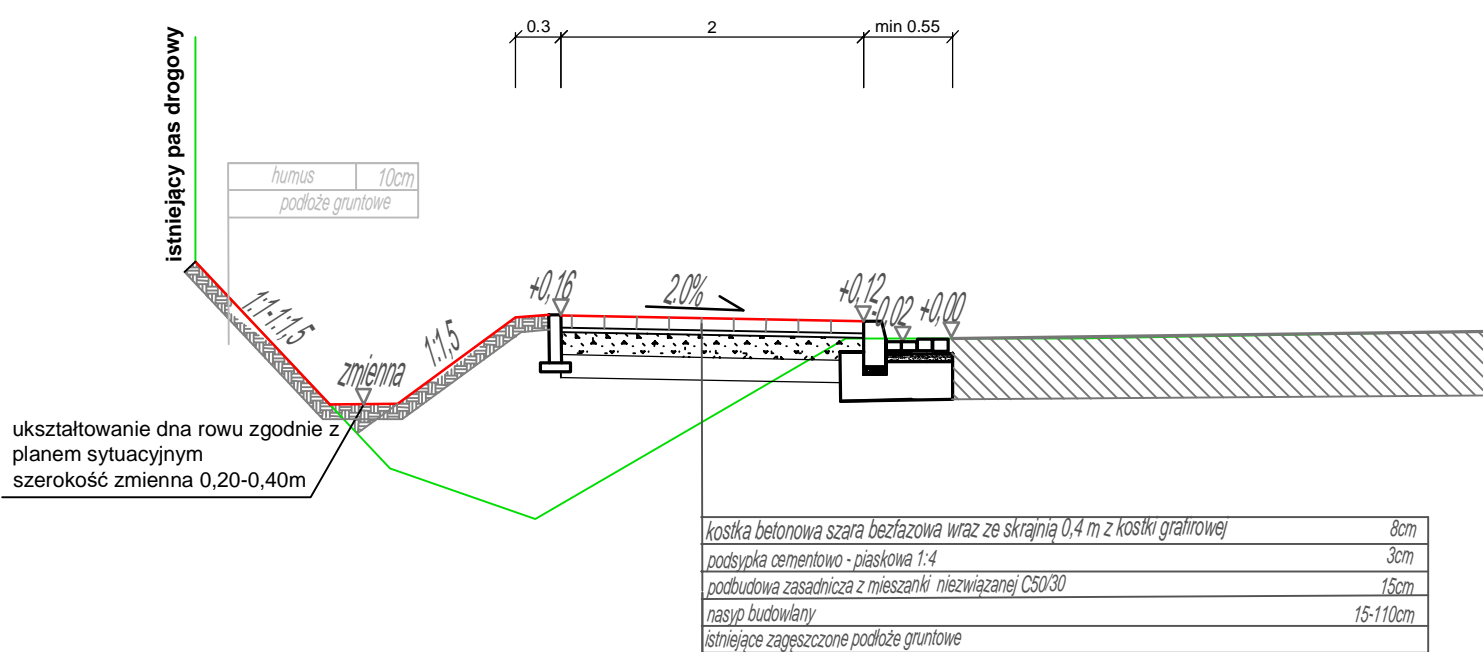 0.3
2
min 0.55
istniejący pas drogowy
humus 10cm
podłoże gruntowe
1:1-1:1,5
zmienna
1:1,5
+0,16
2.0%
+0,12
-0,02
+0,00
ukształtowanie dna rowu zgodnie z
planem sytuacyjnym
szerokość zmienna 0,20-0,40m
kostka betonowa szara bezfazowa wraz ze skrajnią 0,4 m z kostki grafirowej 8cm
podsypka cementowo - piaskowa 1:4 3cm
podbudowa zasadnicza z mieszanki niezwiązanej C50/30 15cm
nasyp budowlany 15-110cm
istniejące zagęszczone podłoże gruntowe